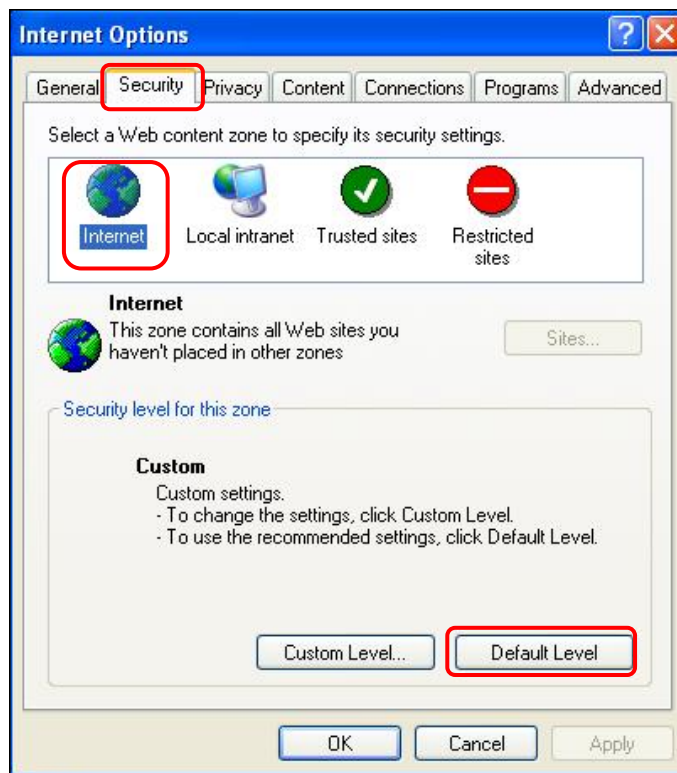 Internet Options
General Security Privacy Content Connections Programs Advanced
Select a Web content zone to specify its security settings.
Internet Local intranet Trusted sites Restricted
sites
Internet
This zone contains all Web sites you
haven't placed in other zones
Sites...
Security level for this zone
Custom
Custom settings.
- To change the settings, click Custom Level.
- To use the recommended settings, click Default Level.
Custom Level... Default Level
OK Cancel Apply